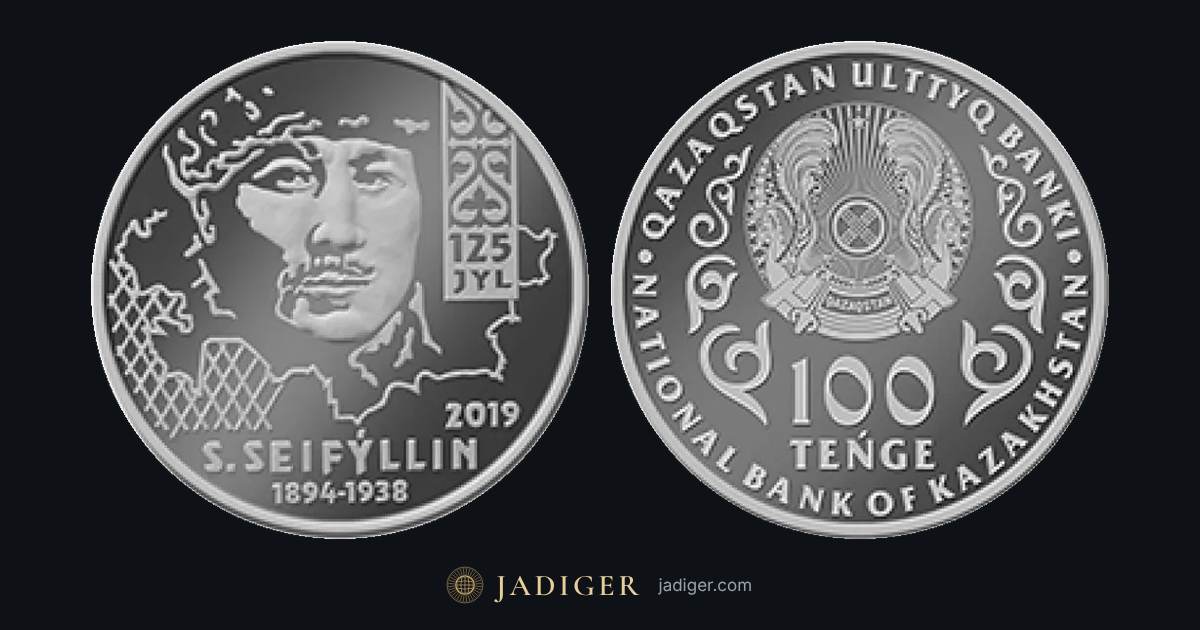 125
JYL
2019
S. SEIFÝLLIN
1894-1938
• QAZAQSTAN ULTTYQ BANKI •
QAZAQSTAN
100
TEŃGE
NATIONAL BANK OF KAZAKHSTAN
JADIGER jadiger.com